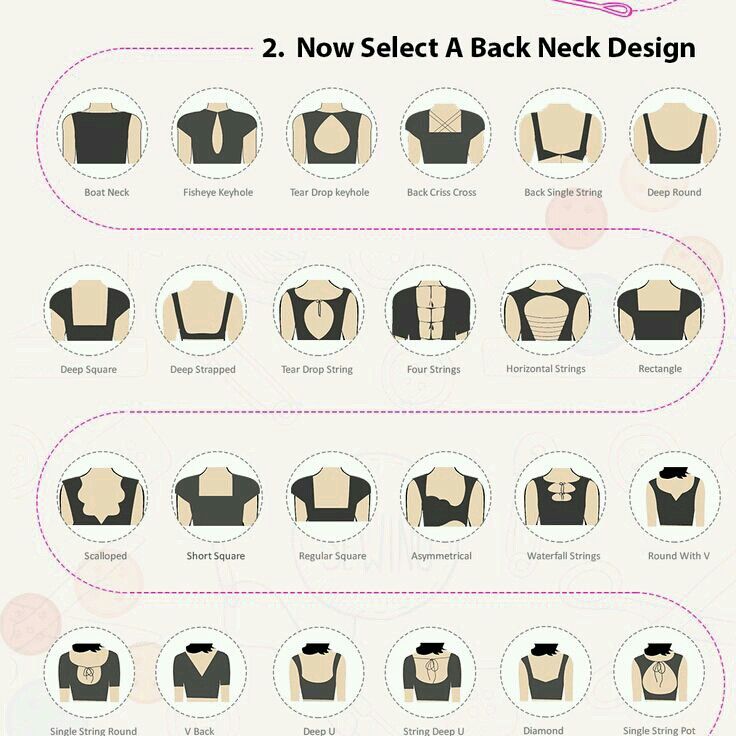 2. Now Select A Back Neck Design
Boat Neck
Fisheye Keyhole
Tear Drop keyhole
Back Criss Cross
Back Single String
Deep Round
Deep Square
Deep Strapped
Tear Drop String
Four Strings
Horizontal Strings
Rectangle
Scalloped
Short Square
Regular Square
Asymmetrical
Waterfall Strings
Round With V
Single String Round
V Back
Deep U
String Deep U
Diamond
Single String Pot